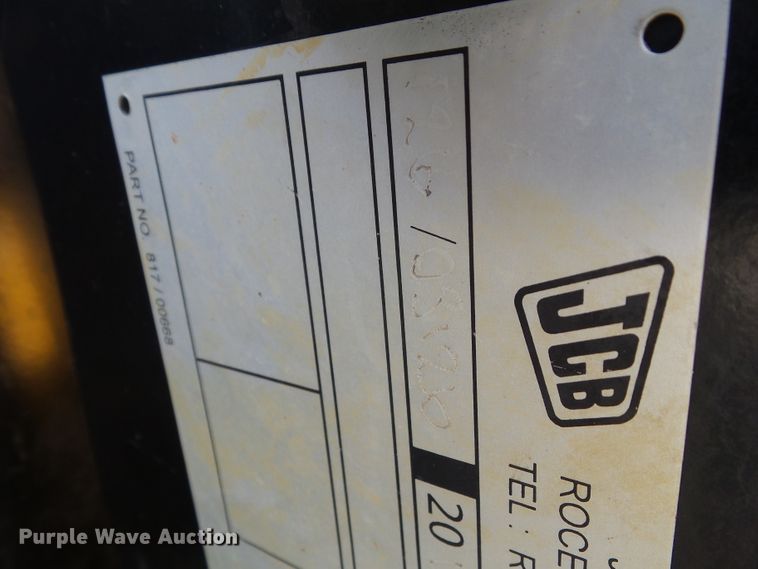 JCB
ROCE
TEL: R
20
PART NO. 817/00668
Purple Wave Auction